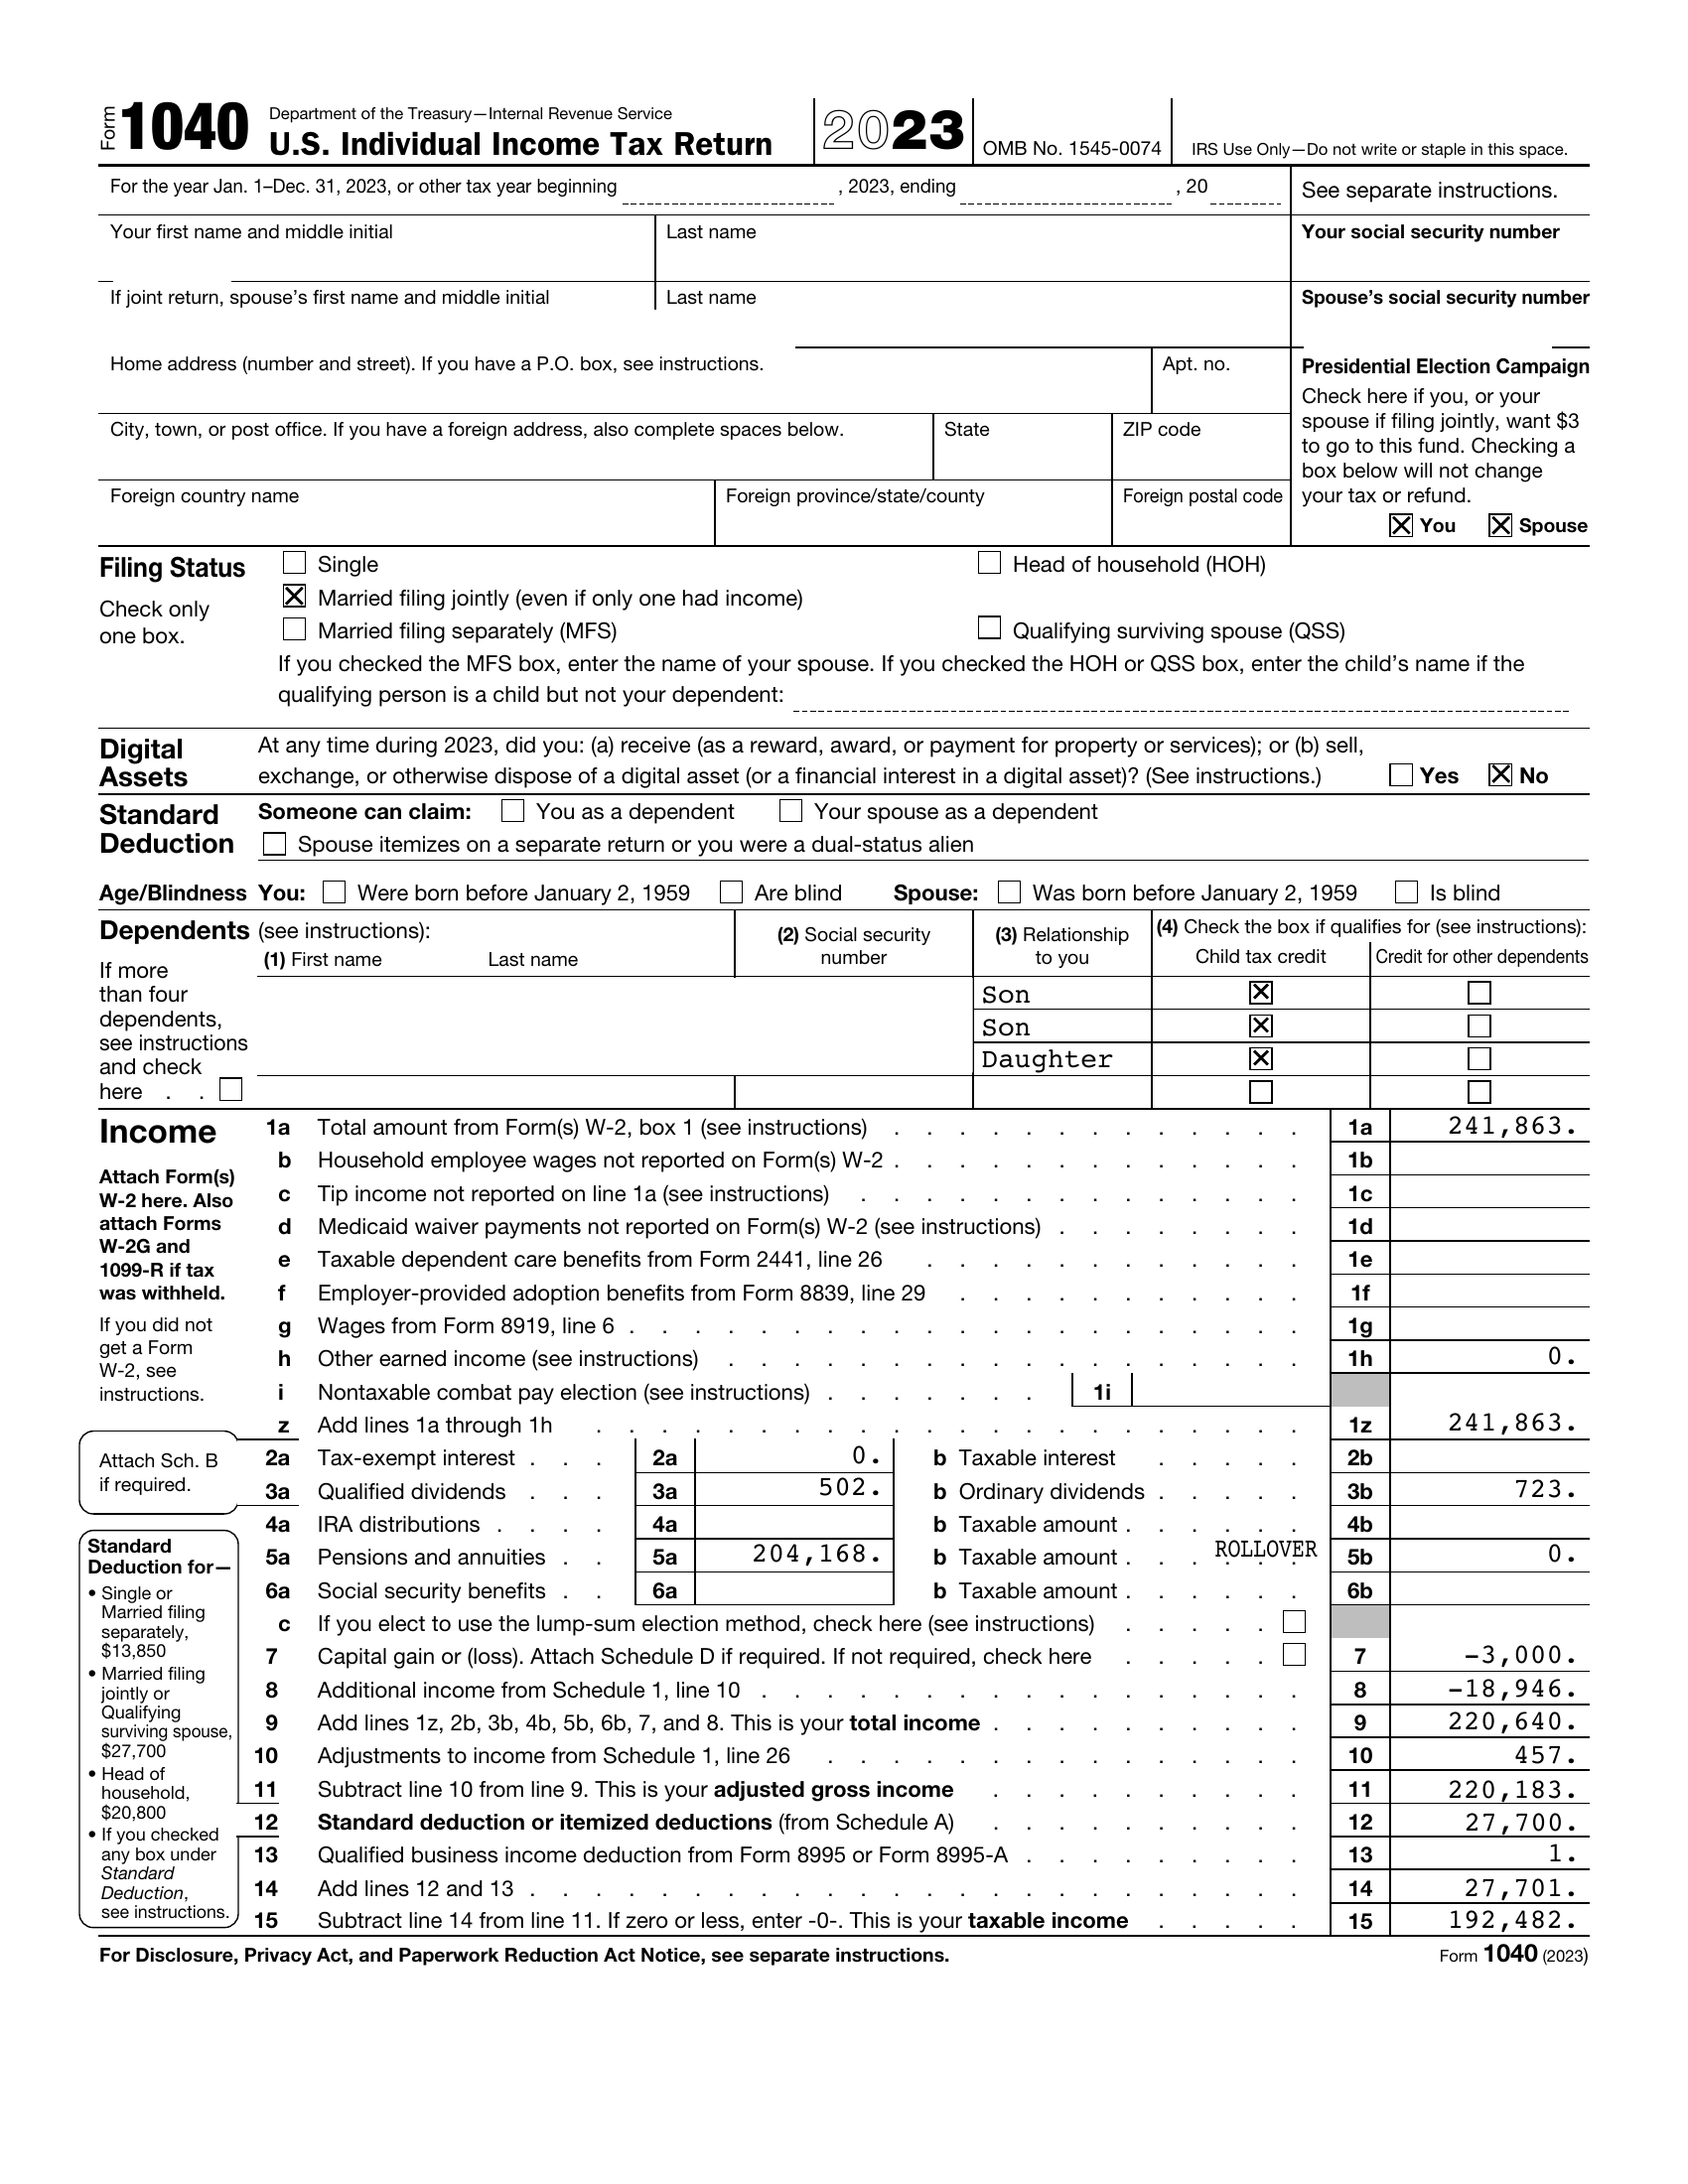 Form 1040 Department of the Treasury—Internal Revenue Service
U.S. Individual Income Tax Return 2023 OMB No. 1545-0074 IRS Use Only—Do not write or staple in this space.
For the year Jan. 1–Dec. 31, 2023, or other tax year beginning , 2023, ending , 20 See separate instructions.
Your first name and middle initial Last name Your social security number
If joint return, spouse's first name and middle initial Last name Spouse's social security number
Home address (number and street). If you have a P.O. box, see instructions. Apt. no.
City, town, or post office. If you have a foreign address, also complete spaces below. State ZIP code
Foreign country name Foreign province/state/county Foreign postal code
Presidential Election Campaign
Check here if you, or your
spouse if filing jointly, want $3
to go to this fund. Checking a
box below will not change
your tax or refund.
☒ You ☒ Spouse
Filing Status
Check only
one box.
☐ Single ☐ Head of household (HOH)
☒ Married filing jointly (even if only one had income)
☐ Married filing separately (MFS) ☐ Qualifying surviving spouse (QSS)
If you checked the MFS box, enter the name of your spouse. If you checked the HOH or QSS box, enter the child's name if the
qualifying person is a child but not your dependent:
Digital
Assets
At any time during 2023, did you: (a) receive (as a reward, award, or payment for property or services); or (b) sell,
exchange, or otherwise dispose of a digital asset (or a financial interest in a digital asset)? (See instructions.) ☐ Yes ☒ No
Standard
Deduction
Someone can claim: ☐ You as a dependent ☐ Your spouse as a dependent
☐ Spouse itemizes on a separate return or you were a dual-status alien
Age/Blindness You: ☐ Were born before January 2, 1959 ☐ Are blind Spouse: ☐ Was born before January 2, 1959 ☐ Is blind
Dependents (see instructions):
(1) First name Last name
(2) Social security
number
(3) Relationship
to you
(4) Check the box if qualifies for (see instructions):
Child tax credit Credit for other dependents
If more
than four
dependents,
see instructions
and check
here . . ☐
Son ☒ ☐
Son ☒ ☐
Daughter ☒ ☐
☐ ☐
Income
Attach Form(s)
W-2 here. Also
attach Forms
W-2G and
1099-R if tax
was withheld.
If you did not
get a Form
W-2, see
instructions.
1a Total amount from Form(s) W-2, box 1 (see instructions) 1a 241,863.
b Household employee wages not reported on Form(s) W-2 1b
c Tip income not reported on line 1a (see instructions) 1c
d Medicaid waiver payments not reported on Form(s) W-2 (see instructions) 1d
e Taxable dependent care benefits from Form 2441, line 26 1e
f Employer-provided adoption benefits from Form 8839, line 29 1f
g Wages from Form 8919, line 6 1g
h Other earned income (see instructions) 1h 0.
i Nontaxable combat pay election (see instructions) 1i
z Add lines 1a through 1h 1z 241,863.
Attach Sch. B
if required.
2a Tax-exempt interest 2a 0. b Taxable interest 2b
3a Qualified dividends 3a 502. b Ordinary dividends 3b 723.
4a IRA distributions 4a b Taxable amount 4b
5a Pensions and annuities 5a 204,168. b Taxable amount ROLLOVER 5b 0.
6a Social security benefits 6a b Taxable amount 6b
c If you elect to use the lump-sum election method, check here (see instructions) ☐
7 Capital gain or (loss). Attach Schedule D if required. If not required, check here ☐ 7 -3,000.
8 Additional income from Schedule 1, line 10 8 -18,946.
9 Add lines 1z, 2b, 3b, 4b, 5b, 6b, 7, and 8. This is your total income 9 220,640.
10 Adjustments to income from Schedule 1, line 26 10 457.
11 Subtract line 10 from line 9. This is your adjusted gross income 11 220,183.
12 Standard deduction or itemized deductions (from Schedule A) 12 27,700.
13 Qualified business income deduction from Form 8995 or Form 8995-A 13 1.
14 Add lines 12 and 13 14 27,701.
15 Subtract line 14 from line 11. If zero or less, enter -0-. This is your taxable income 15 192,482.
Standard
Deduction for—
• Single or
Married filing
separately,
$13,850
• Married filing
jointly or
Qualifying
surviving spouse,
$27,700
• Head of
household,
$20,800
• If you checked
any box under
Standard
Deduction,
see instructions.
For Disclosure, Privacy Act, and Paperwork Reduction Act Notice, see separate instructions. Form 1040 (2023)